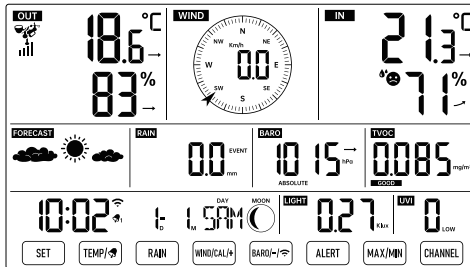 OUT 18.6 °C
83%
WIND
N
NW NE
Km/h
W 0.0 E
SW SE
S
IN 21.3 °C
71%
FORECAST
RAIN
0.0 EVENT
mm
BARO
1015 hPa
ABSOLUTE
TVOC
0.085 mg/m³
GOOD
10:02
DAY MOON
1-D 1M SAM
LIGHT
0.27 Klux
UVI
0 LOW
SET
TEMP/
RAIN
WIND/CAL/+
BARO/-/
ALERT
MAX/MIN
CHANNEL